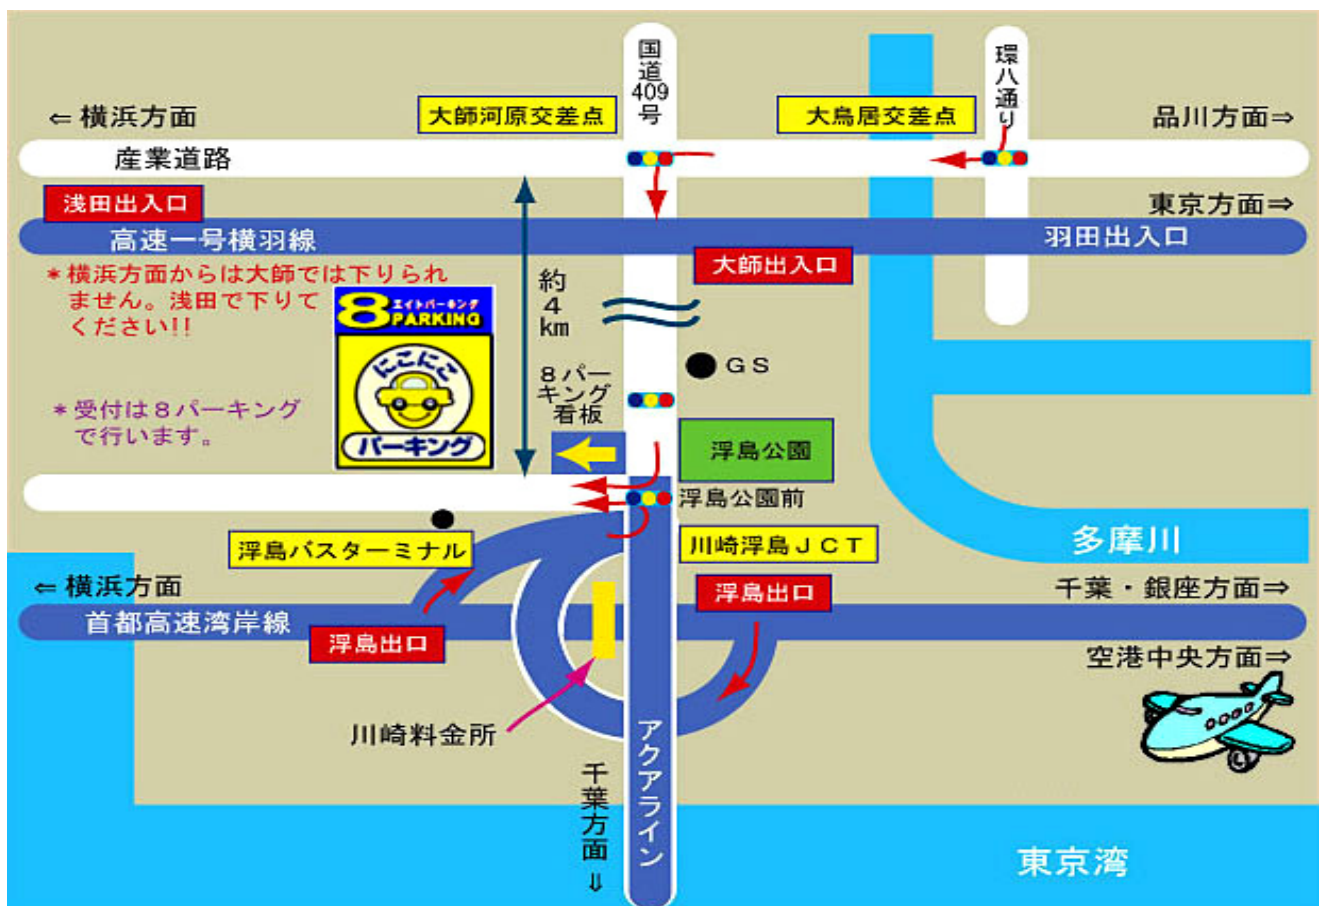 国道409号
環八通り
⇐ 横浜方面
大師河原交差点
大鳥居交差点
品川方面⇒
産業道路
浅田出入口
東京方面⇒
高速一号横羽線
羽田出入口
大師出入口
＊横浜方面からは大師では下りられ
ません。浅田で下りて
ください!!
約4km
8 エイトパーキング
PARKING
にこにこ
パーキング
8パー
キング
看板
ＧＳ
＊受付は８パーキング
で行います。
浮島公園
浮島公園前
浮島バスターミナル
川崎浮島ＪＣＴ
多摩川
⇐ 横浜方面
浮島出口
千葉・銀座方面⇒
首都高速湾岸線
浮島出口
空港中央方面⇒
川崎料金所
アクアライン
千葉方面⇓
東京湾